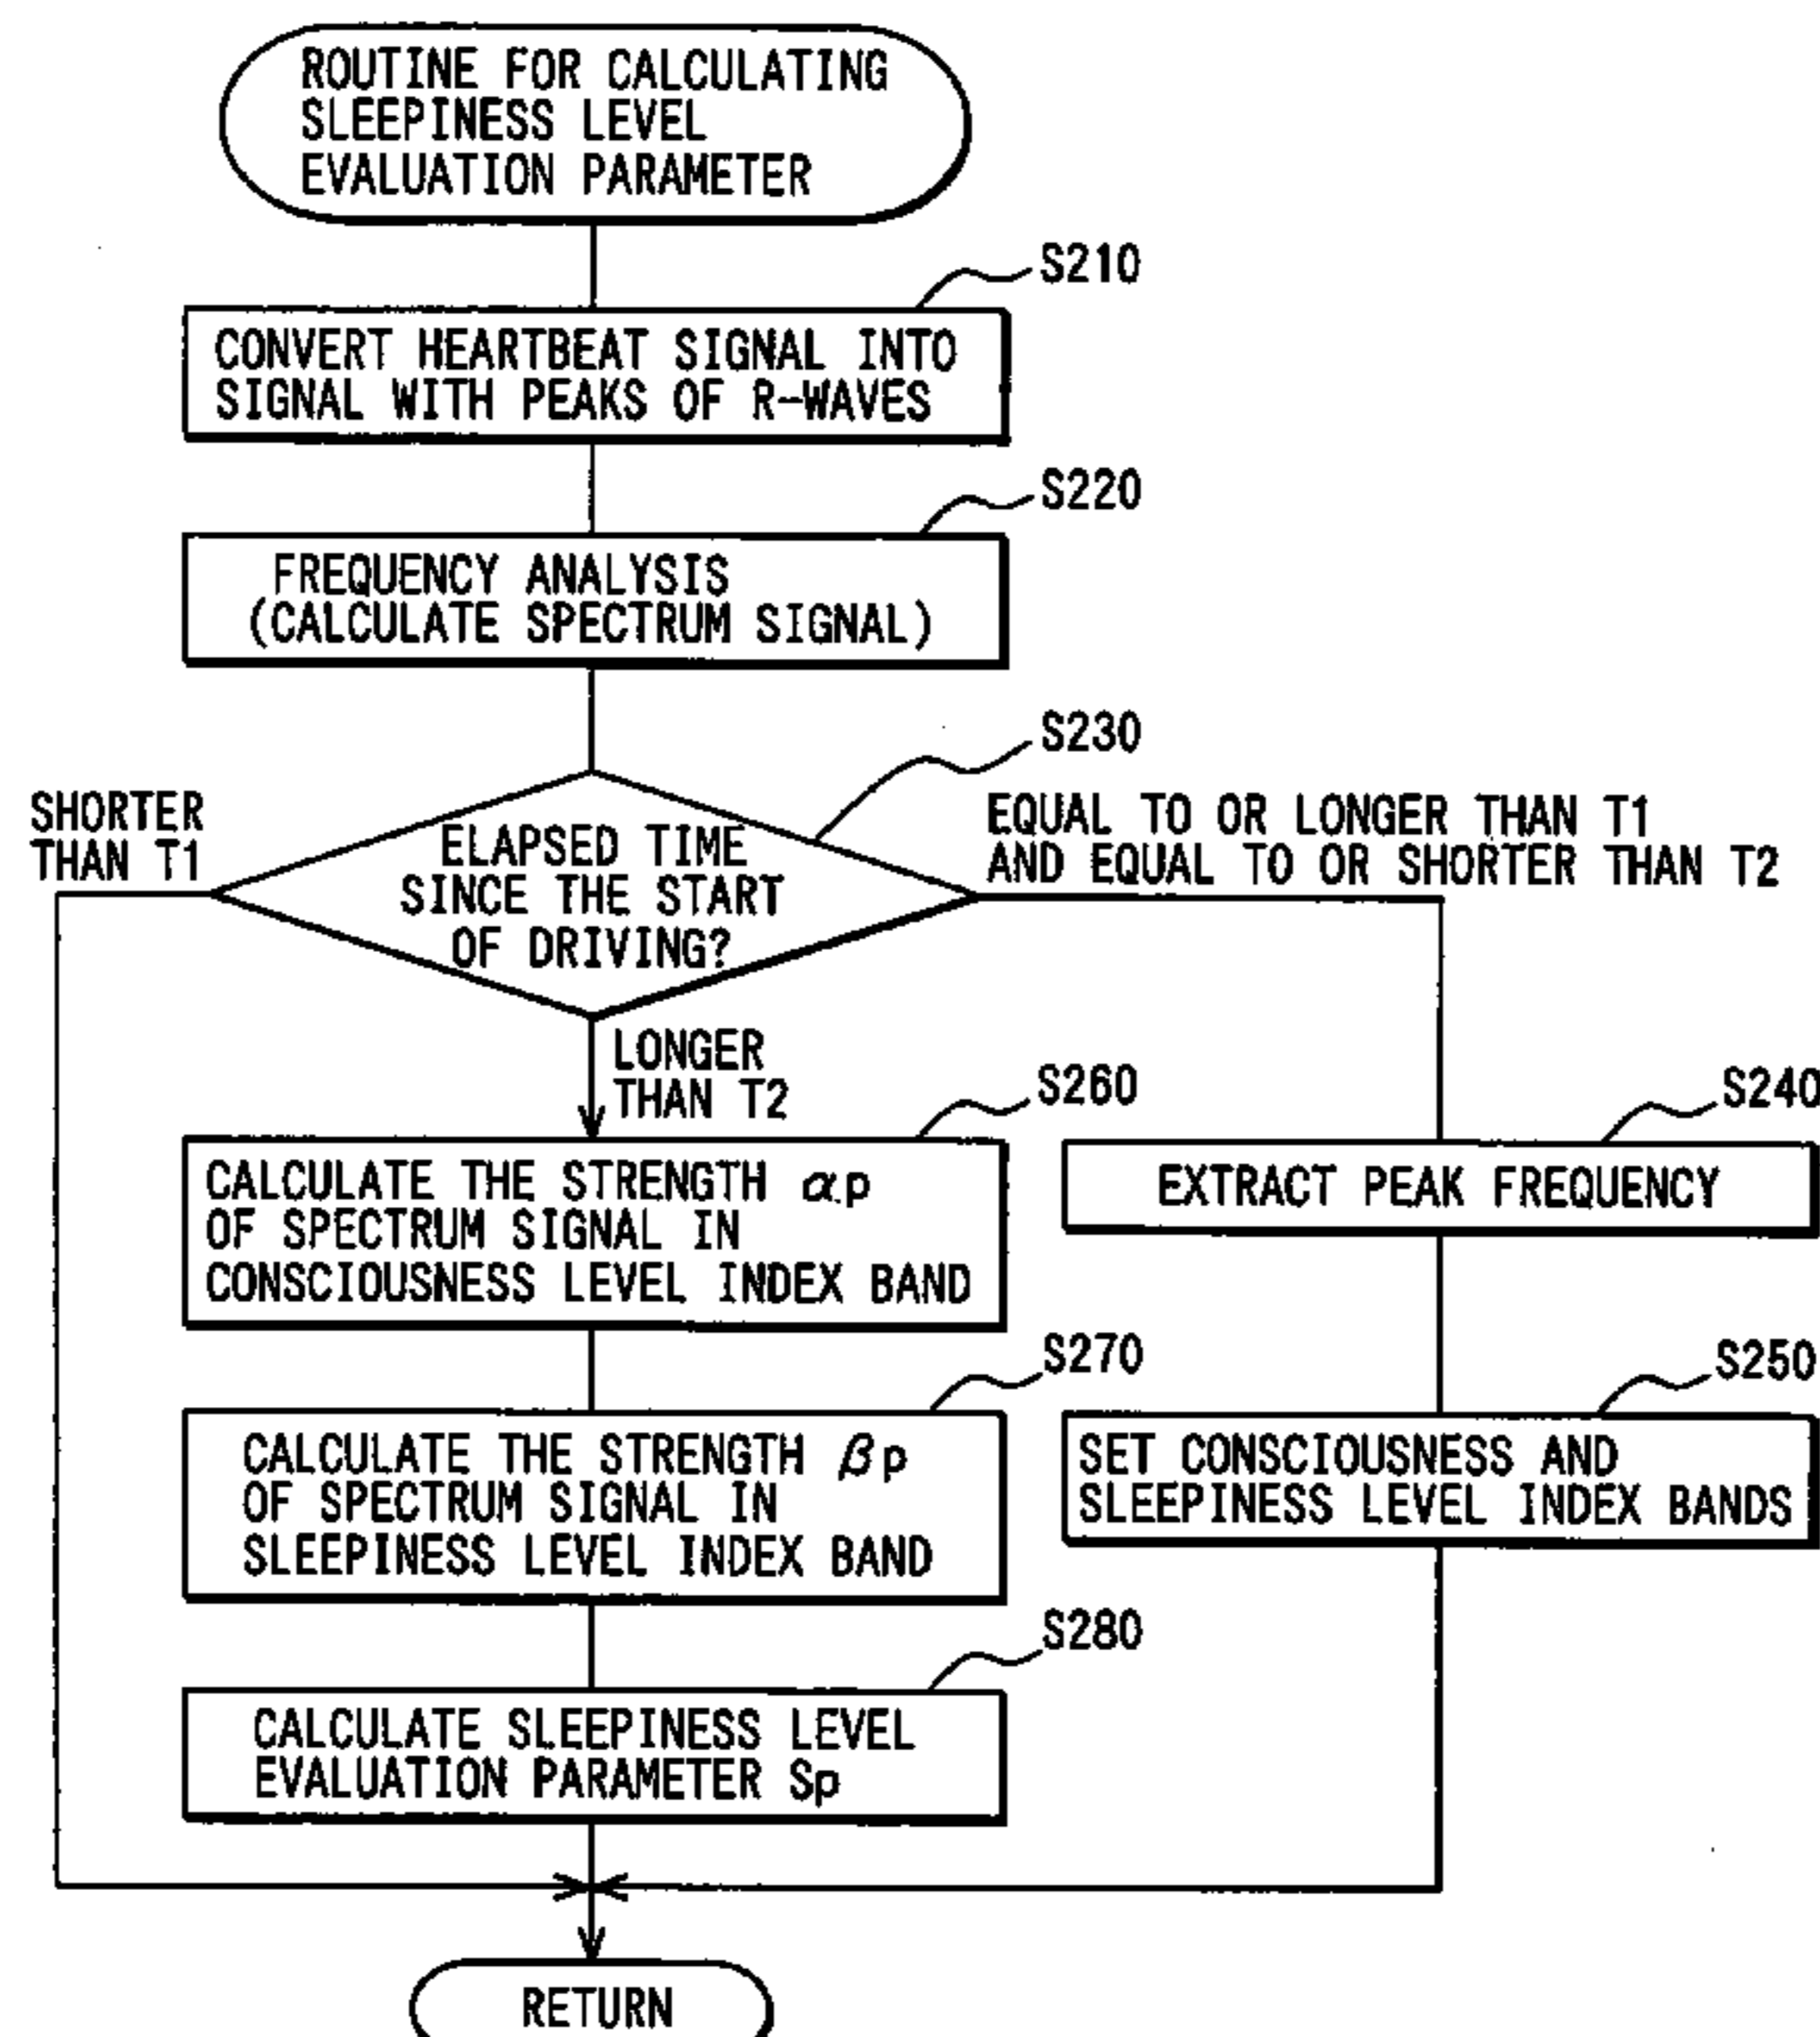 ROUTINE FOR CALCULATING
SLEEPINESS LEVEL
EVALUATION PARAMETER
S210
CONVERT HEARTBEAT SIGNAL INTO
SIGNAL WITH PEAKS OF R-WAVES
S220
FREQUENCY ANALYSIS
(CALCULATE SPECTRUM SIGNAL)
S230
SHORTER
THAN T1
ELAPSED TIME
SINCE THE START
OF DRIVING?
EQUAL TO OR LONGER THAN T1
AND EQUAL TO OR SHORTER THAN T2
LONGER
THAN T2
S260
CALCULATE THE STRENGTH αp
OF SPECTRUM SIGNAL IN
CONSCIOUSNESS LEVEL INDEX BAND
S240
EXTRACT PEAK FREQUENCY
S270
CALCULATE THE STRENGTH βp
OF SPECTRUM SIGNAL IN
SLEEPINESS LEVEL INDEX BAND
S250
SET CONSCIOUSNESS AND
SLEEPINESS LEVEL INDEX BANDS
S280
CALCULATE SLEEPINESS LEVEL
EVALUATION PARAMETER Sp
RETURN